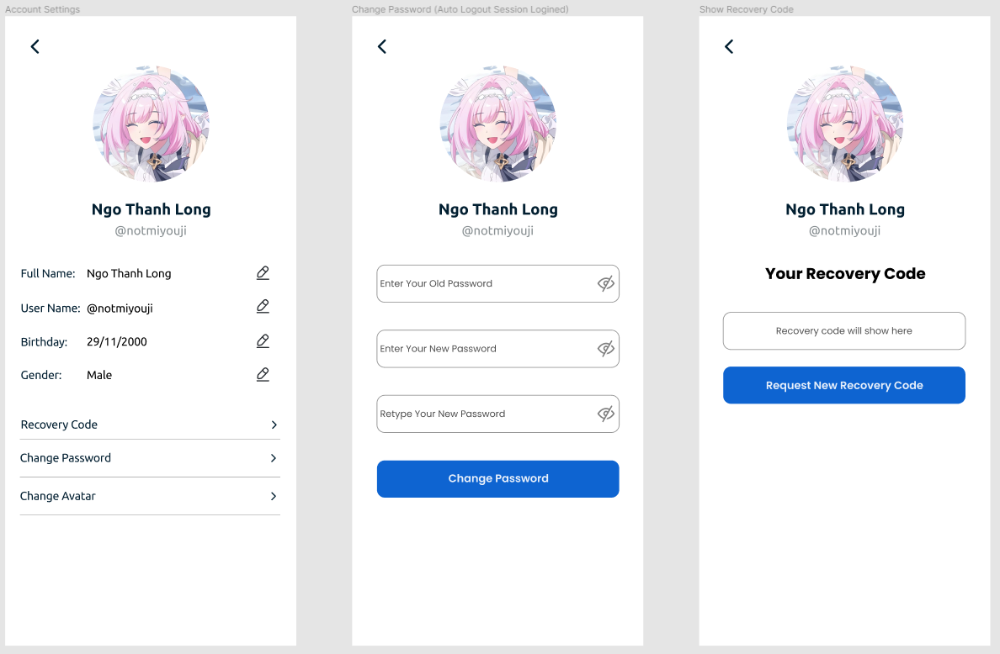 Account Settings
Ngo Thanh Long
@notmiyouji
Full Name: Ngo Thanh Long
User Name: @notmiyouji
Birthday: 29/11/2000
Gender: Male
Recovery Code
Change Password
Change Avatar
Change Password (Auto Logout Session Logined)
Ngo Thanh Long
@notmiyouji
Enter Your Old Password
Enter Your New Password
Retype Your New Password
Change Password
Show Recovery Code
Ngo Thanh Long
@notmiyouji
Your Recovery Code
Recovery code will show here
Request New Recovery Code